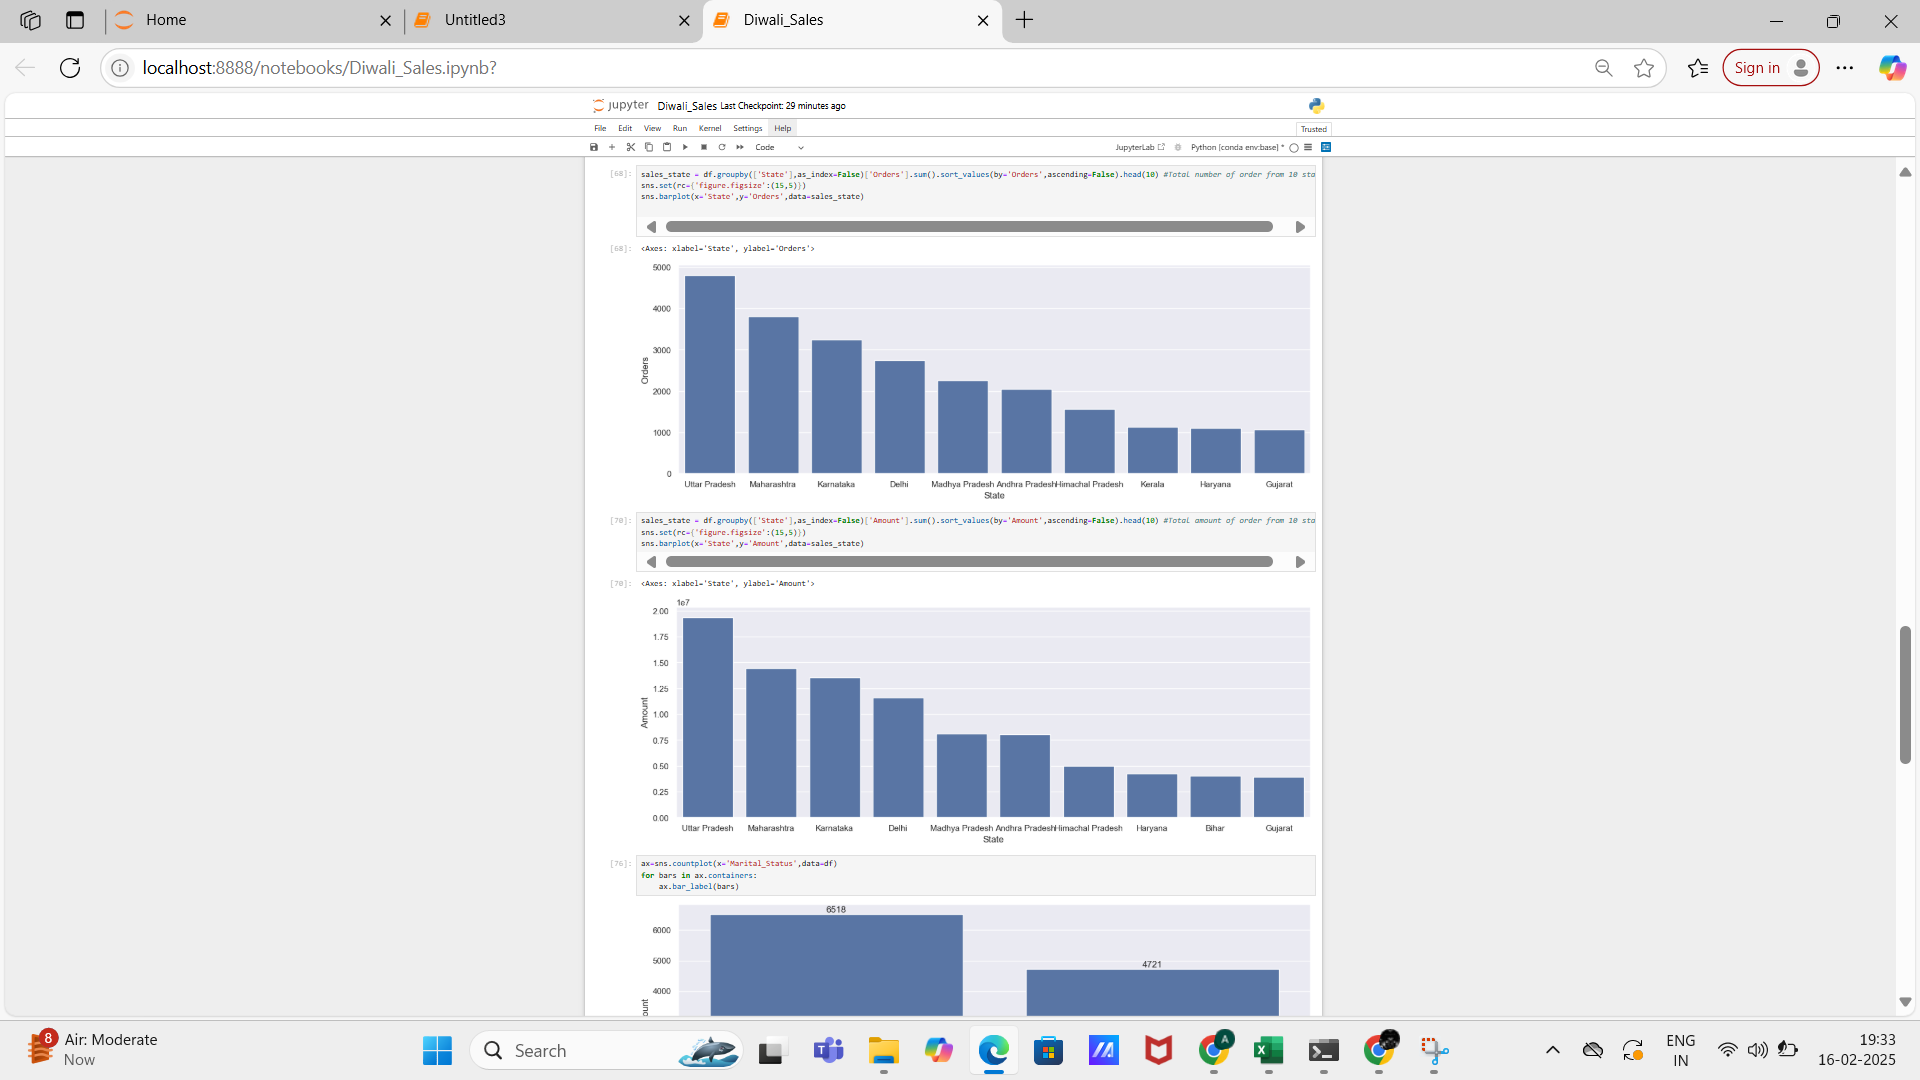 Home
Untitled3
Diwali_Sales
localhost:8888/notebooks/Diwali_Sales.ipynb?
Sign in
jupyter Diwali_Sales Last Checkpoint: 29 minutes ago
File Edit View Run Kernel Settings Help
Trusted
Code
JupyterLab
Python [conda env:base] *
[68]:
sales_state = df.groupby(['State'],as_index=False)['Orders'].sum().sort_values(by='Orders',ascending=False).head(10) #Total number of order from 10 sta
sns.set(rc={'figure.figsize':(15,5)})
sns.barplot(x='State',y='Orders',data=sales_state)
[68]: <Axes: xlabel='State', ylabel='Orders'>
5000
4000
3000
2000
1000
0
Orders
Uttar Pradesh Maharashtra Karnataka Delhi Madhya Pradesh Andhra Pradesh Himachal Pradesh Kerala Haryana Gujarat
State
[70]:
sales_state = df.groupby(['State'],as_index=False)['Amount'].sum().sort_values(by='Amount',ascending=False).head(10) #Total amount of order from 10 sta
sns.set(rc={'figure.figsize':(15,5)})
sns.barplot(x='State',y='Amount',data=sales_state)
[70]: <Axes: xlabel='State', ylabel='Amount'>
1e7
2.00
1.75
1.50
1.25
1.00
0.75
0.50
0.25
0.00
Amount
Uttar Pradesh Maharashtra Karnataka Delhi Madhya Pradesh Andhra Pradesh Himachal Pradesh Haryana Bihar Gujarat
State
[76]:
ax=sns.countplot(x='Marital_Status',data=df)
for bars in ax.containers:
ax.bar_label(bars)
6518
4721
6000
5000
4000
ount
8
Air: Moderate
Now
Search
A
ENG
IN
19:33
16-02-2025